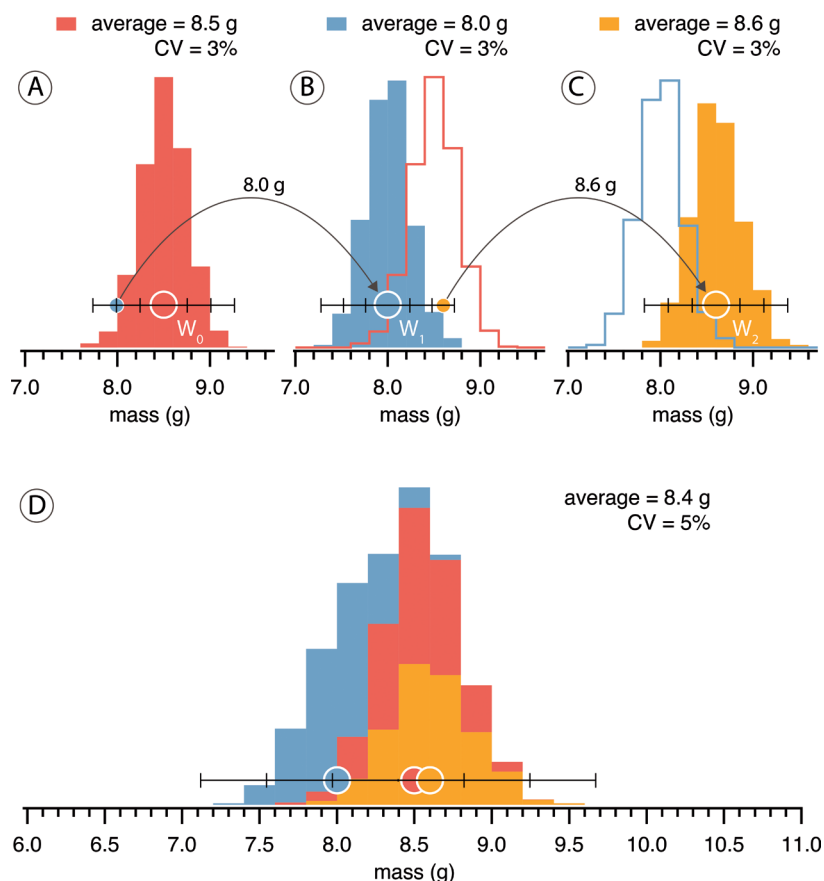 average = 8.5 g
CV = 3%
average = 8.0 g
CV = 3%
average = 8.6 g
CV = 3%
A
B
C
8.0 g
8.6 g
W0
W1
W2
7.0 8.0 9.0
7.0 8.0 9.0
7.0 8.0 9.0
mass (g)
mass (g)
mass (g)
D
average = 8.4 g
CV = 5%
6.0 6.5 7.0 7.5 8.0 8.5 9.0 9.5 10.0 10.5 11.0
mass (g)